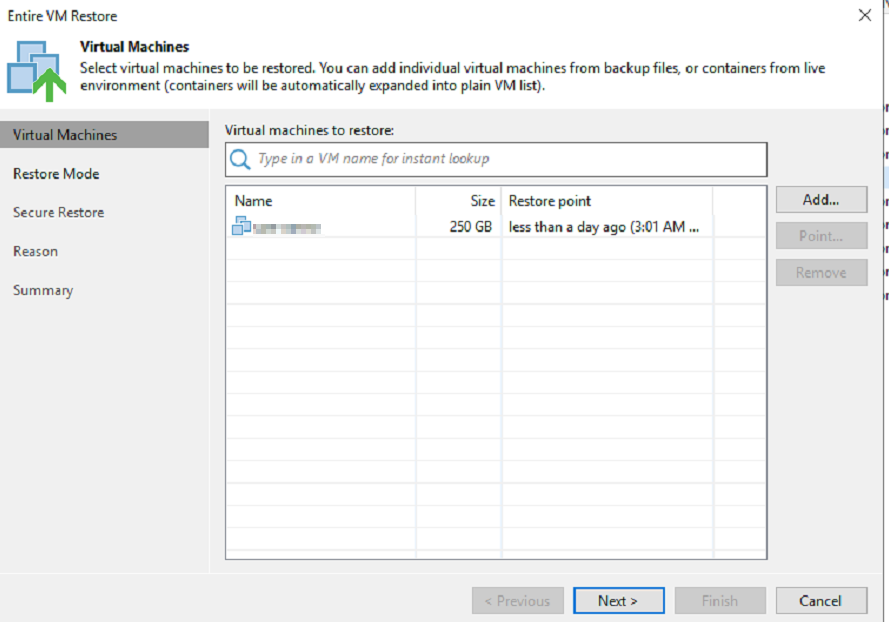 Entire VM Restore
Virtual Machines
Select virtual machines to be restored. You can add individual virtual machines from backup files, or containers from live
environment (containers will be automatically expanded into plain VM list).
Virtual Machines
Restore Mode
Secure Restore
Reason
Summary
Virtual machines to restore:
Type in a VM name for instant lookup
Name Size Restore point
250 GB less than a day ago (3:01 AM ...
Add...
Point...
Remove
< Previous Next > Finish Cancel